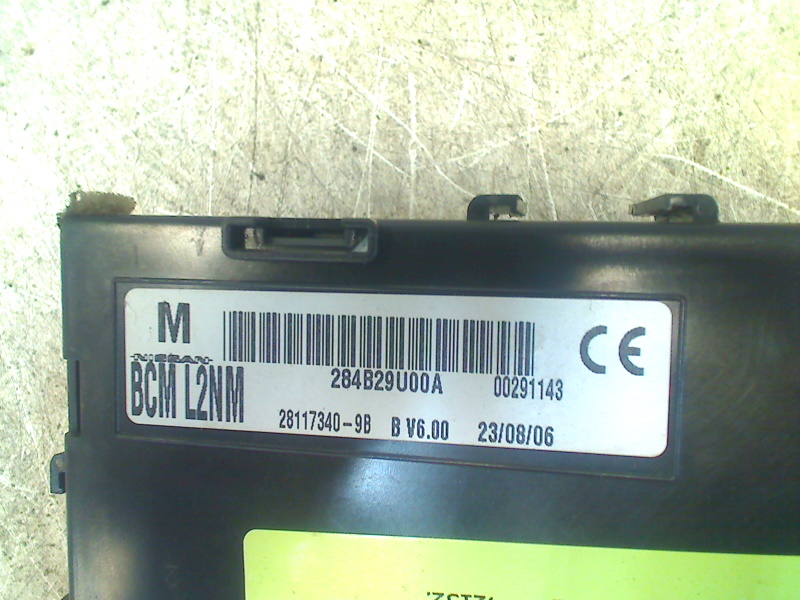 M
NISSAN
BCM L2NM
284B29U00A 00291143
28117340-9B B V6.00 23/08/06
CE